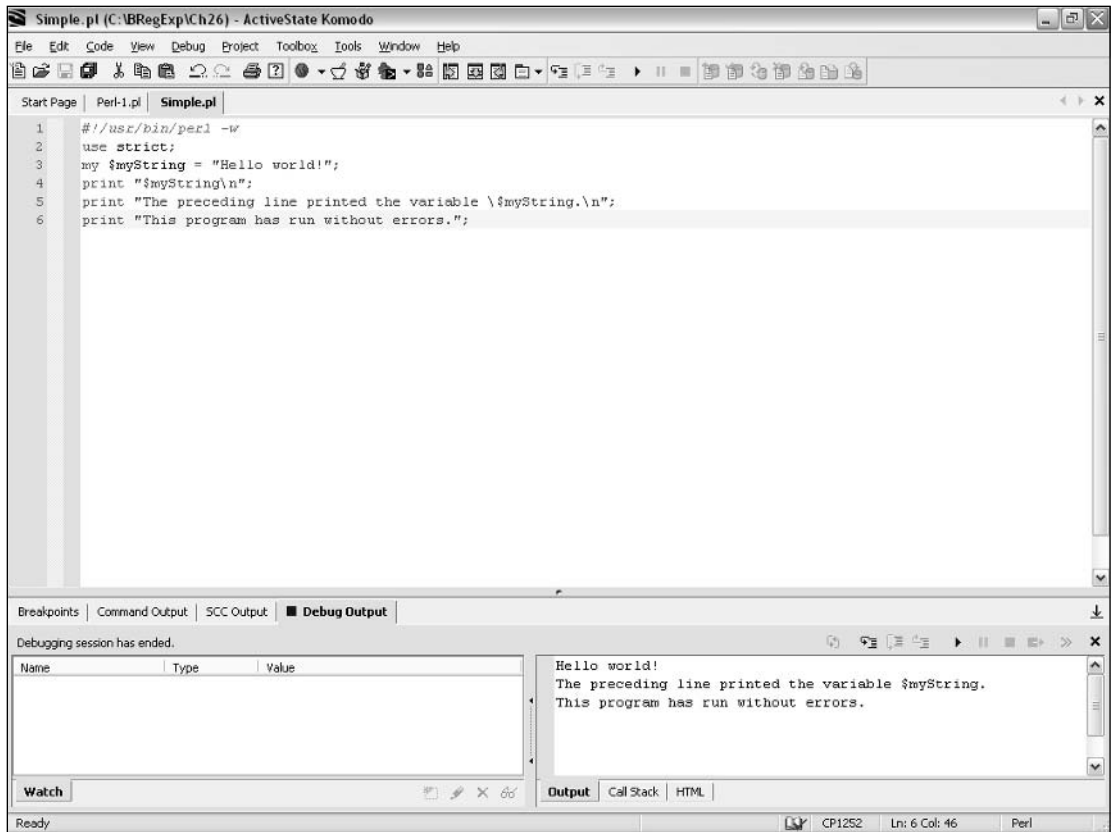 Simple.pl (C:\BRegExp\Ch26) - ActiveState Komodo
File Edit Code View Debug Project Toolbox Tools Window Help
Start Page Perl-1.pl Simple.pl
1 #!/usr/bin/perl -w
2 use strict;
3 my $myString = "Hello world!";
4 print "$myString\n";
5 print "The preceding line printed the variable \$myString.\n";
6 print "This program has run without errors.";
Breakpoints Command Output SCC Output Debug Output
Debugging session has ended.
Name Type Value
Hello world!
The preceding line printed the variable $myString.
This program has run without errors.
Watch
Output Call Stack HTML
Ready CP1252 Ln: 6 Col: 46 Perl